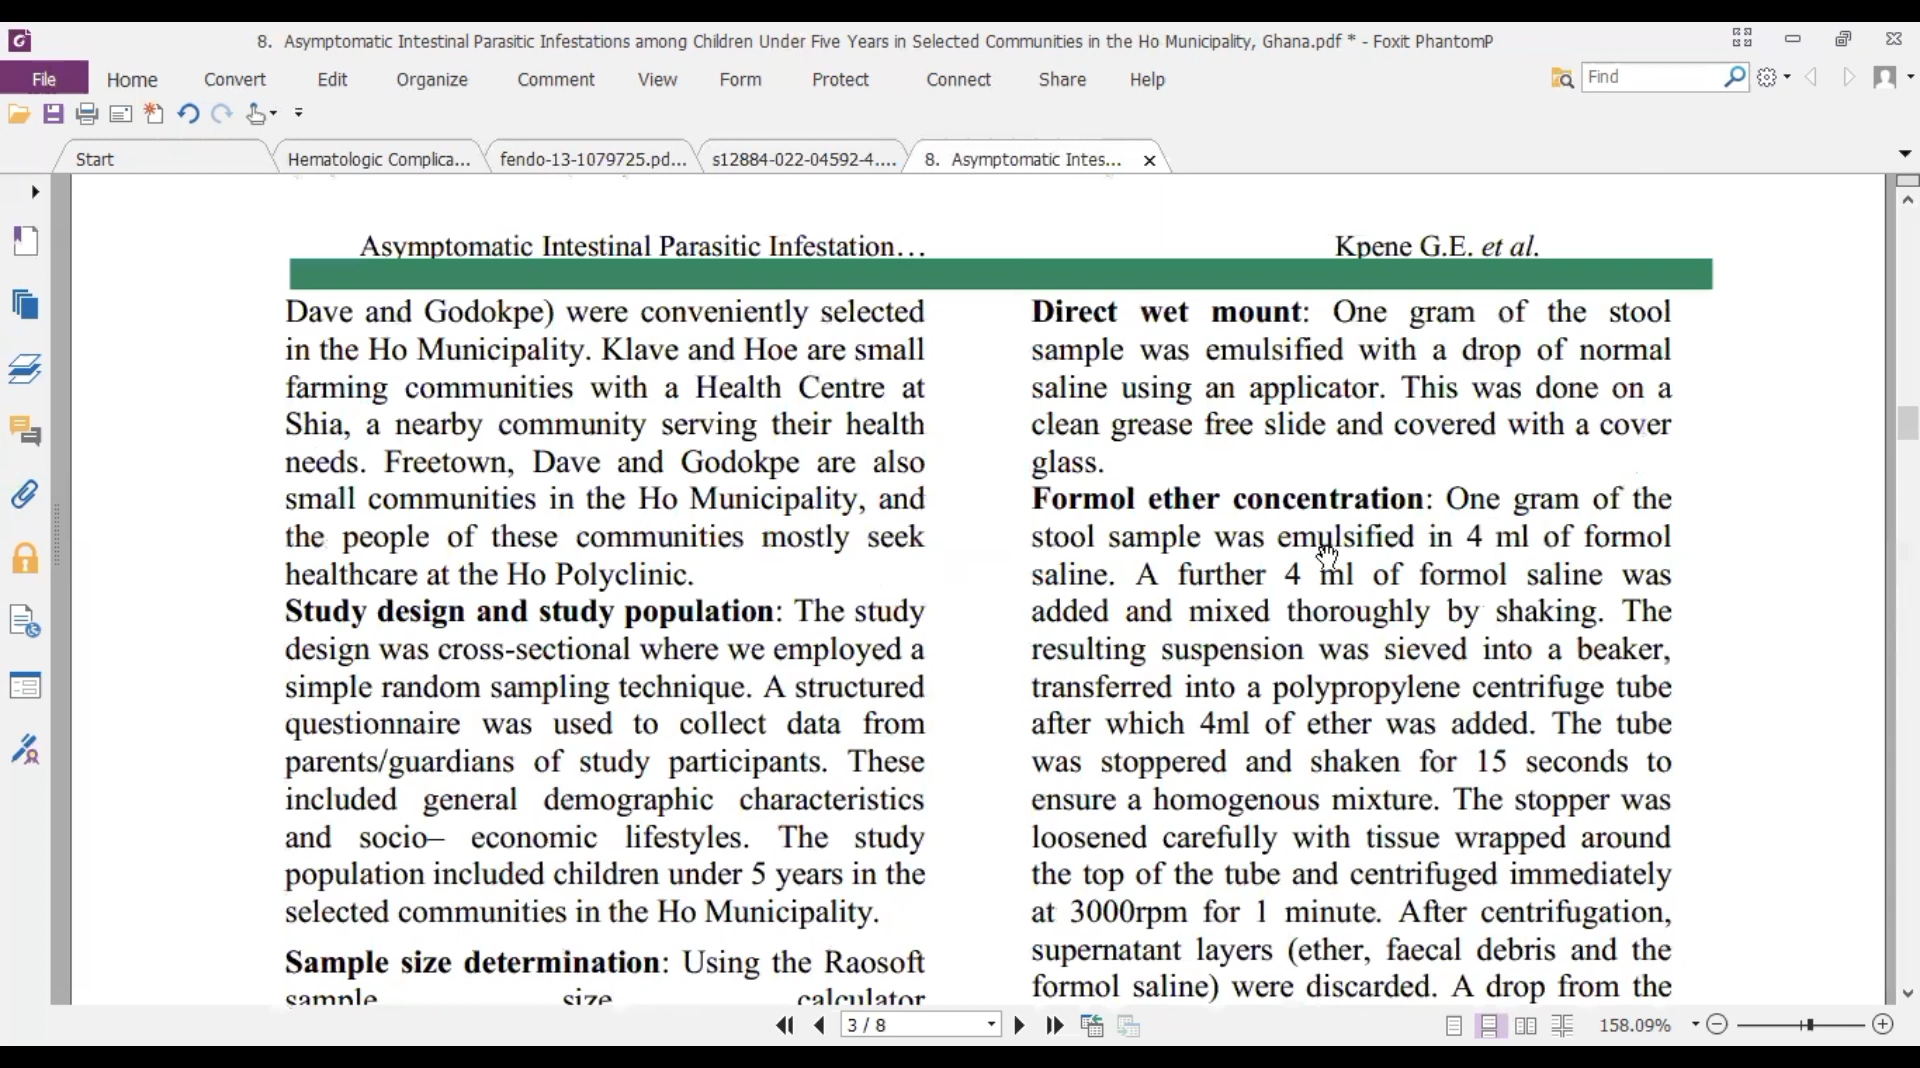 8. Asymptomatic Intestinal Parasitic Infestations among Children Under Five Years in Selected Communities in the Ho Municipality, Ghana.pdf * - Foxit PhantomP
File Home Convert Edit Organize Comment View Form Protect Connect Share Help Find
Start Hematologic Complica... fendo-13-1079725.pd... s12884-022-04592-4.... 8. Asymptomatic Intes...
Asymptomatic Intestinal Parasitic Infestation… Kpene G.E. et al.
Dave and Godokpe) were conveniently selected
in the Ho Municipality. Klave and Hoe are small
farming communities with a Health Centre at
Shia, a nearby community serving their health
needs. Freetown, Dave and Godokpe are also
small communities in the Ho Municipality, and
the people of these communities mostly seek
healthcare at the Ho Polyclinic.
Study design and study population: The study
design was cross-sectional where we employed a
simple random sampling technique. A structured
questionnaire was used to collect data from
parents/guardians of study participants. These
included general demographic characteristics
and socio– economic lifestyles. The study
population included children under 5 years in the
selected communities in the Ho Municipality.
Sample size determination: Using the Raosoft
sample size calculator
Direct wet mount: One gram of the stool
sample was emulsified with a drop of normal
saline using an applicator. This was done on a
clean grease free slide and covered with a cover
glass.
Formol ether concentration: One gram of the
stool sample was emulsified in 4 ml of formol
saline. A further 4 ml of formol saline was
added and mixed thoroughly by shaking. The
resulting suspension was sieved into a beaker,
transferred into a polypropylene centrifuge tube
after which 4ml of ether was added. The tube
was stoppered and shaken for 15 seconds to
ensure a homogenous mixture. The stopper was
loosened carefully with tissue wrapped around
the top of the tube and centrifuged immediately
at 3000rpm for 1 minute. After centrifugation,
supernatant layers (ether, faecal debris and the
formol saline) were discarded. A drop from the
3 / 8 158.09%